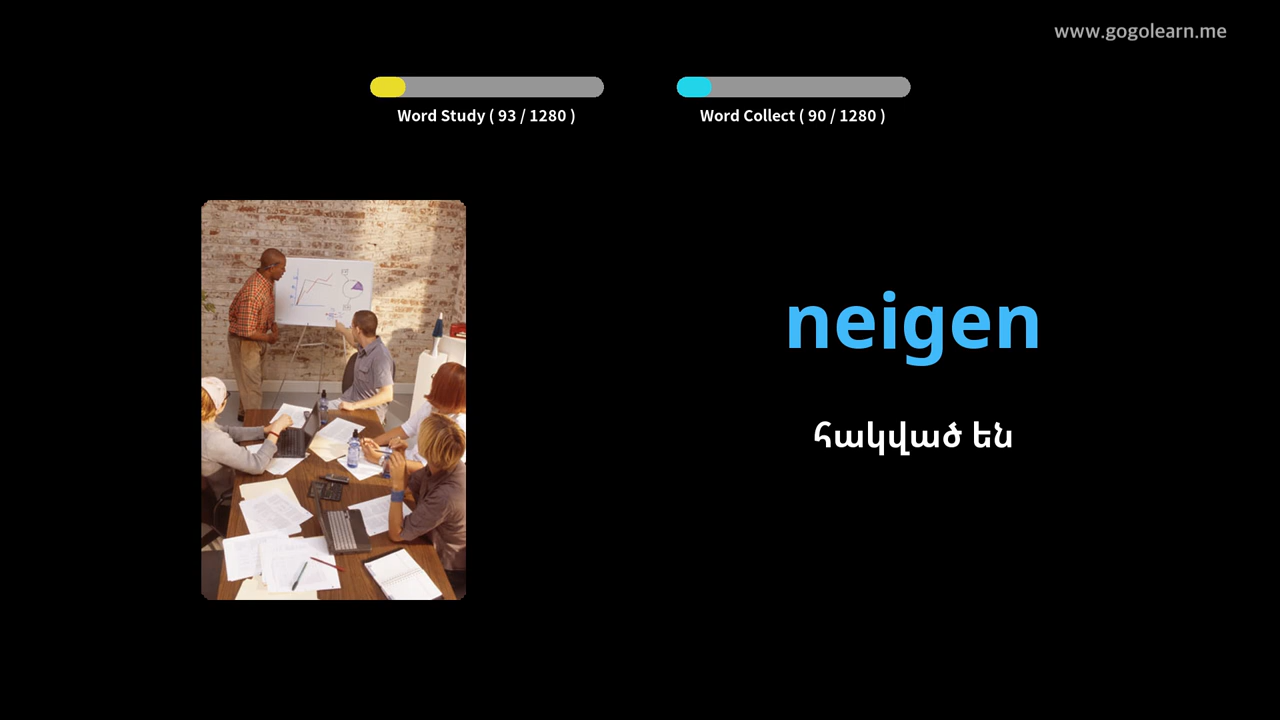 www.gogolearn.me
Word Study ( 93 / 1280 )
Word Collect ( 90 / 1280 )
neigen
հակված են